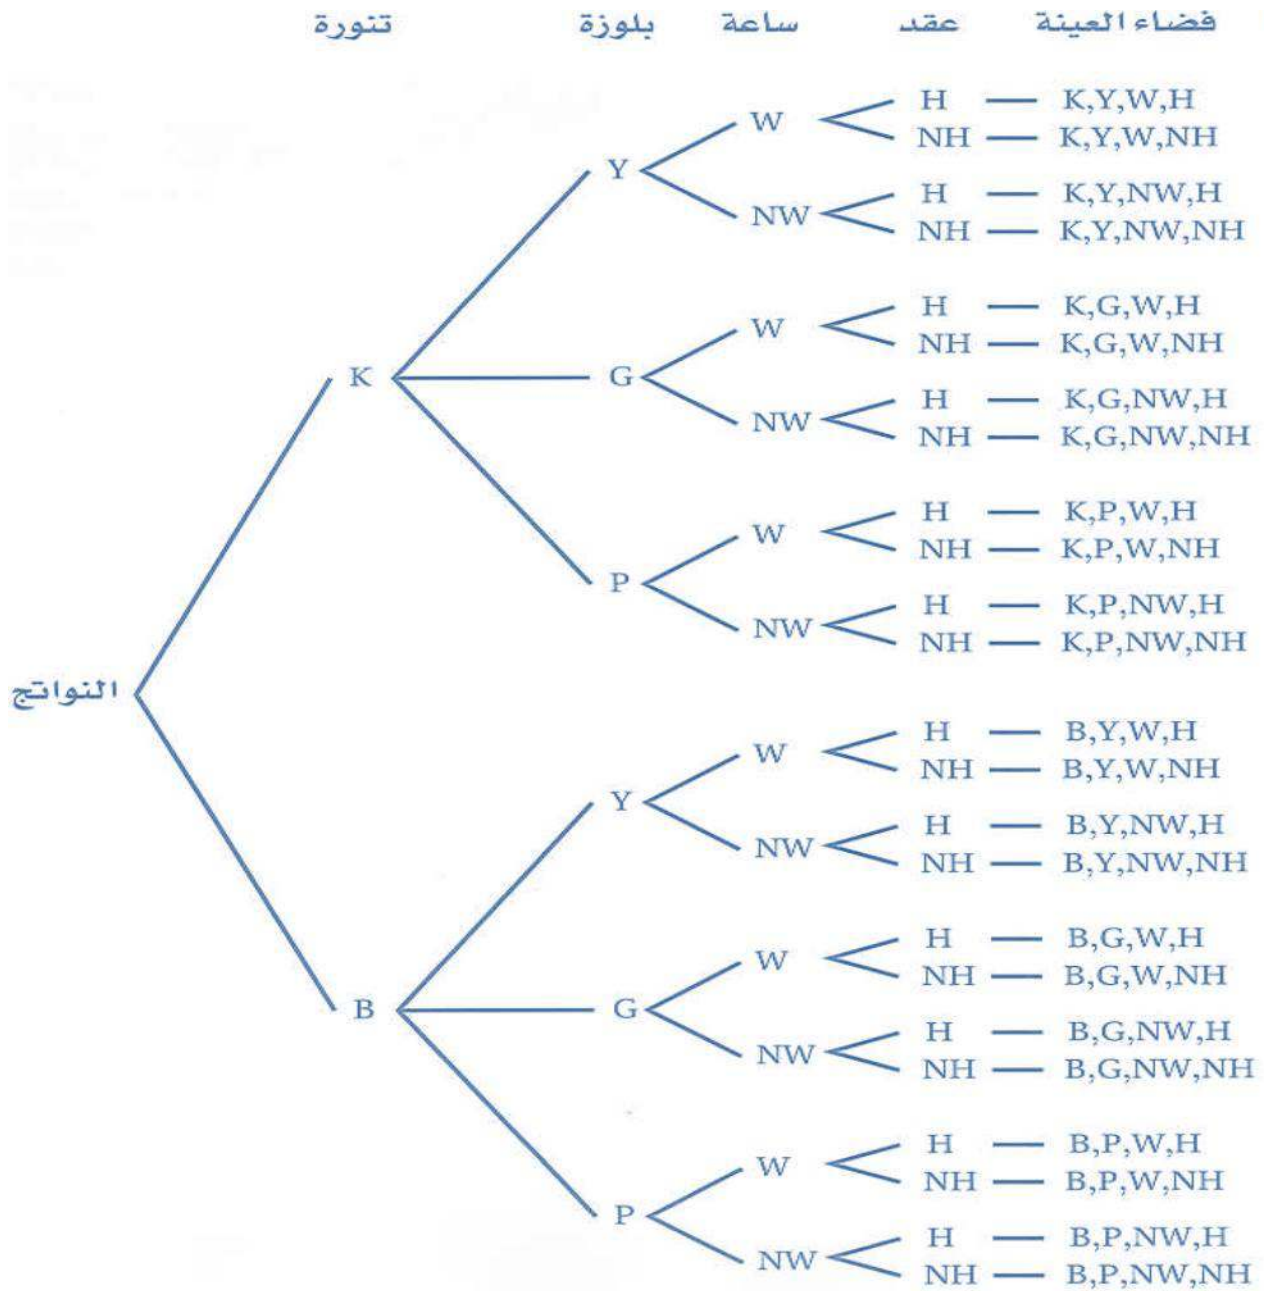 تنورة بلوزة ساعة عقد فضاء العينة
H K,Y,W,H
W
NH K,Y,W,NH
Y
H K,Y,NW,H
NW
NH K,Y,NW,NH
H K,G,W,H
W
NH K,G,W,NH
K G
H K,G,NW,H
NW
NH K,G,NW,NH
H K,P,W,H
W
NH K,P,W,NH
P
H K,P,NW,H
NW
NH K,P,NW,NH
النواتج
H B,Y,W,H
W
NH B,Y,W,NH
Y
H B,Y,NW,H
NW
NH B,Y,NW,NH
H B,G,W,H
W
NH B,G,W,NH
B G
H B,G,NW,H
NW
NH B,G,NW,NH
H B,P,W,H
W
NH B,P,W,NH
P
H B,P,NW,H
NW
NH B,P,NW,NH